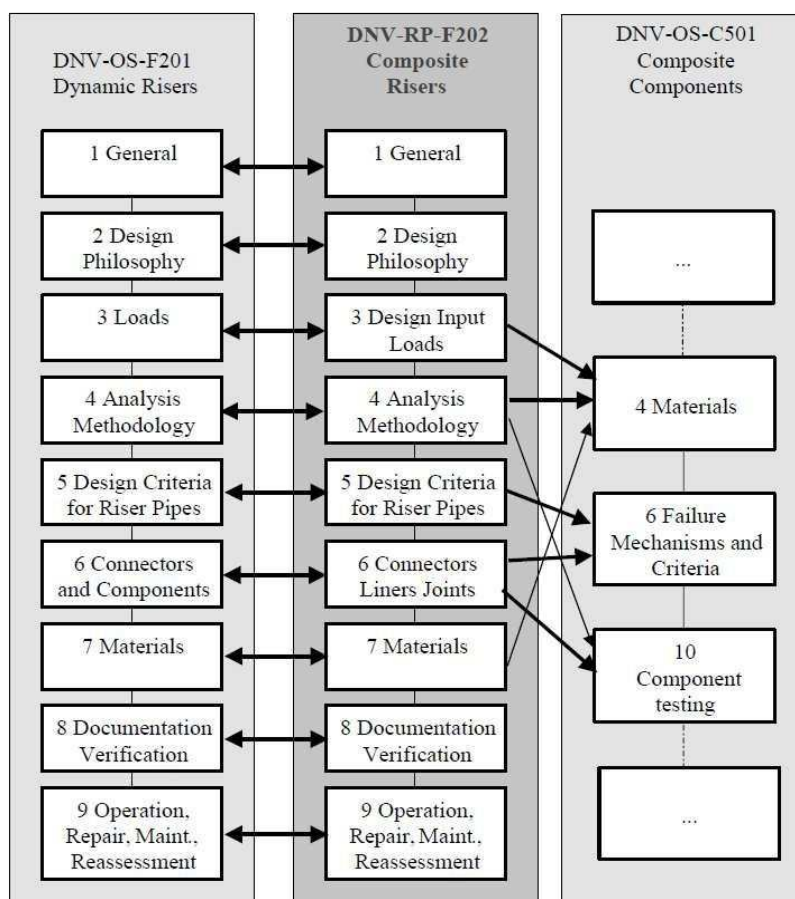 DNV-OS-F201
Dynamic Risers
1 General
2 Design
Philosophy
3 Loads
4 Analysis
Methodology
5 Design Criteria
for Riser Pipes
6 Connectors
and Components
7 Materials
8 Documentation
Verification
9 Operation,
Repair, Maint.,
Reassessment
DNV-RP-F202
Composite
Risers
1 General
2 Design
Philosophy
3 Design Input
Loads
4 Analysis
Methodology
5 Design Criteria
for Riser Pipes
6 Connectors
Liners Joints
7 Materials
8 Documentation
Verification
9 Operation,
Repair, Maint.,
Reassessment
DNV-OS-C501
Composite
Components
...
4 Materials
6 Failure
Mechanisms and
Criteria
10
Component
testing
...